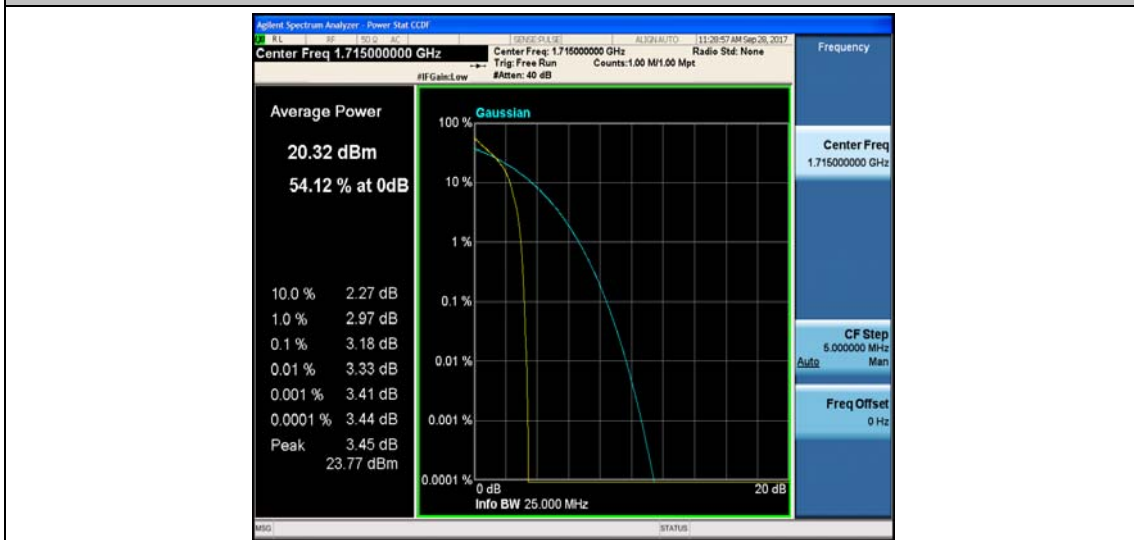 Agilent Spectrum Analyzer - Power Stat CCDF
RL RF 50 Ω AC SENSE:PULSE ALIGN AUTO 11:28:57 AM Sep 28, 2017
Center Freq 1.715000000 GHz
Center Freq: 1.715000000 GHz Radio Std: None
Trig: Free Run Counts:1.00 M/1.00 Mpt
#IFGain:Low #Atten: 40 dB
Frequency
Average Power
20.32 dBm
54.12 % at 0dB
10.0 % 2.27 dB
1.0 % 2.97 dB
0.1 % 3.18 dB
0.01 % 3.33 dB
0.001 % 3.41 dB
0.0001 % 3.44 dB
Peak 3.45 dB
23.77 dBm
Gaussian
100 %
10 %
1 %
0.1 %
0.01 %
0.001 %
0.0001 %
0 dB 20 dB
Info BW 25.000 MHz
Center Freq
1.715000000 GHz
CF Step
5.000000 MHz
Auto Man
Freq Offset
0 Hz
MSG STATUS